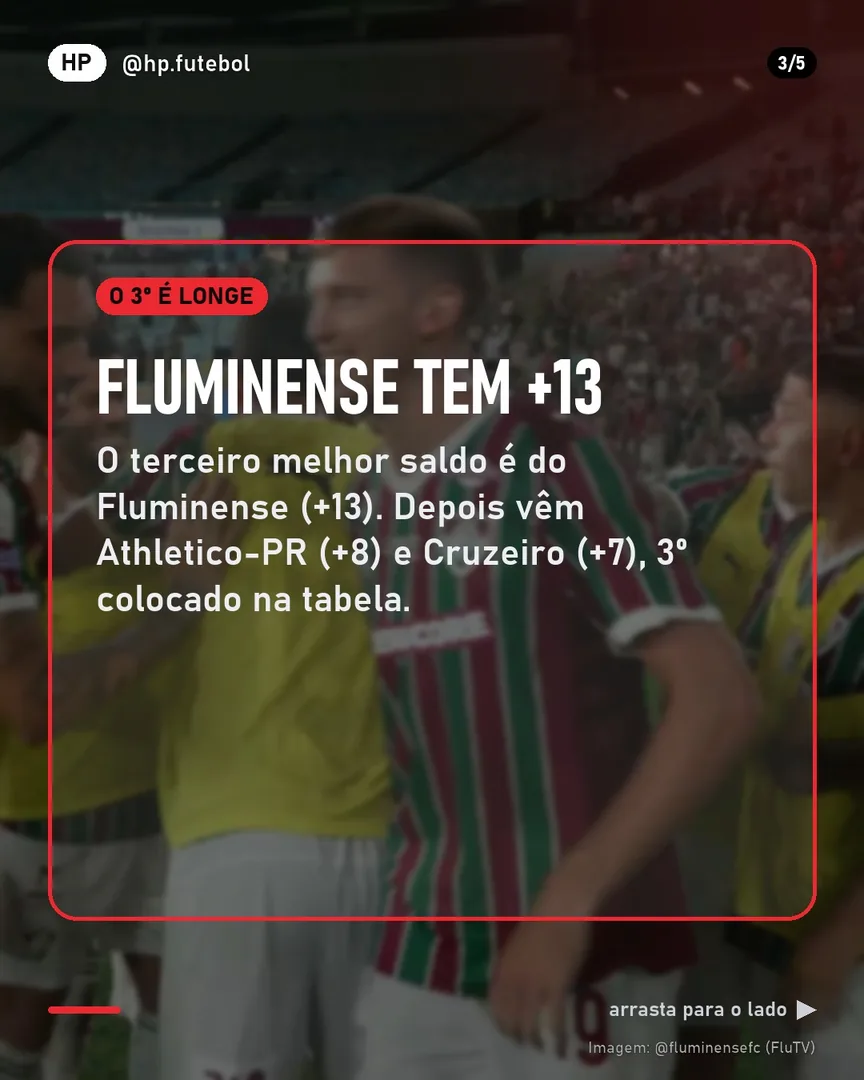 HP @hp.futebol
3/5
O 3º É LONGE
FLUMINENSE TEM +13
O terceiro melhor saldo é do
Fluminense (+13). Depois vêm
Athletico-PR (+8) e Cruzeiro (+7), 3º
colocado na tabela.
arrasta para o lado ▶
Imagem: @fluminensefc (FluTV)